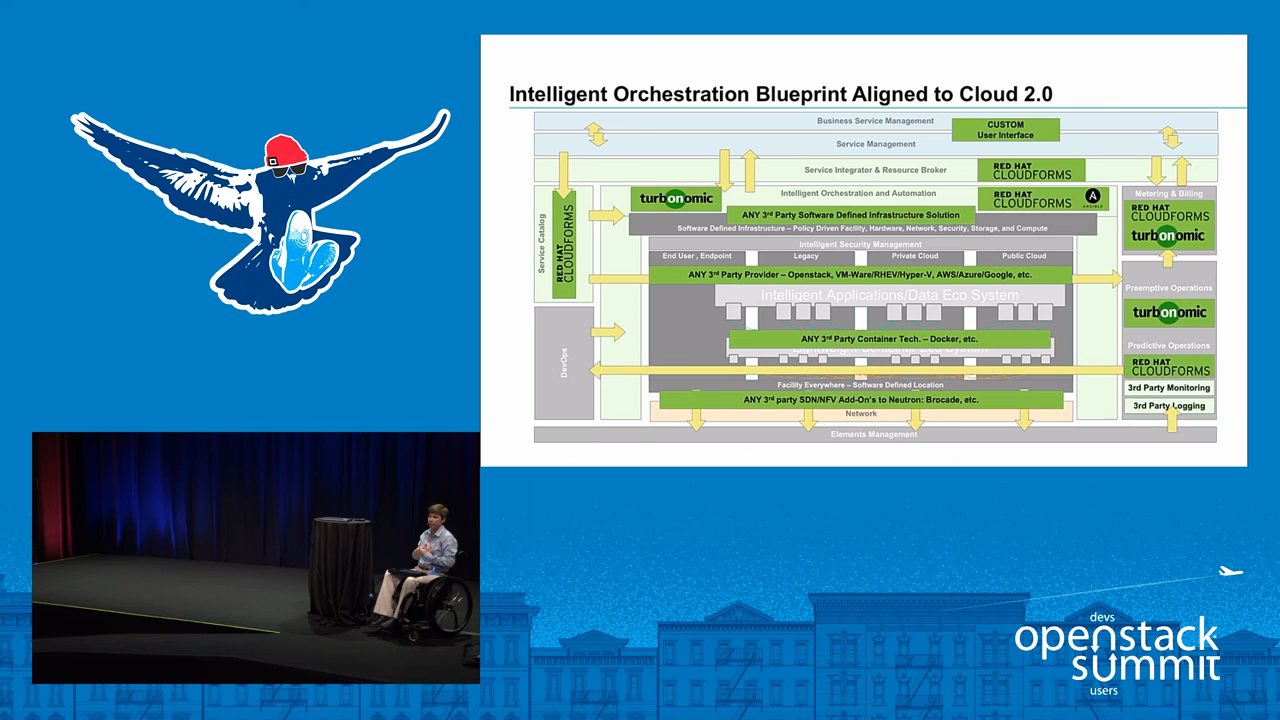 Intelligent Orchestration Blueprint Aligned to Cloud 2.0
Business Service Management
CUSTOM
User Interface
Service Management
Service Integrator & Resource Broker
RED HAT
CLOUDFORMS
turbonomic
Intelligent Orchestration and Automation
RED HAT
CLOUDFORMS
ANSIBLE
ANY 3rd Party Software Defined Infrastructure Solution
Software Defined Infrastructure – Policy Driven Facility, Hardware, Network, Security, Storage, and Compute
Service Catalog
RED HAT
CLOUDFORMS
Metering & Billing
RED HAT
CLOUDFORMS
turbonomic
Intelligent Security Management
End User , Endpoint
Legacy
Private Cloud
Public Cloud
ANY 3rd Party Provider – Openstack, VM-Ware/RHEV/Hyper-V, AWS/Azure/Google, etc.
Intelligent Applications/Data Eco System
Preemptive Operations
turbonomic
ANY 3rd Party Container Tech. – Docker, etc.
Lightweight Container Eco System
Predictive Operations
RED HAT
CLOUDFORMS
DevOps
Facility Everywhere – Software Defined Location
3rd Party Monitoring
ANY 3rd party SDN/NFV Add-On's to Neutron: Brocade, etc.
3rd Party Logging
Network
Elements Management
devs
openstack
summit
users